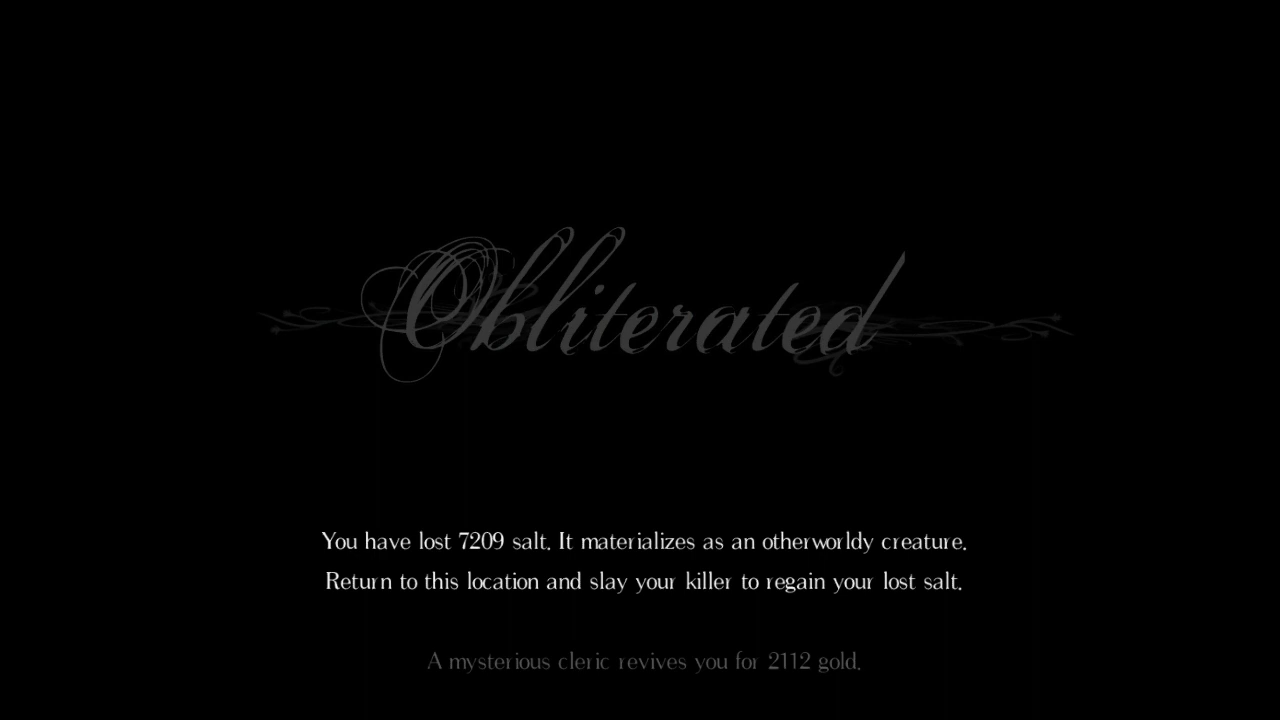 Obliterated
You have lost 7209 salt. It materializes as an otherworldy creature.
Return to this location and slay your killer to regain your lost salt.
A mysterious cleric revives you for 2112 gold.